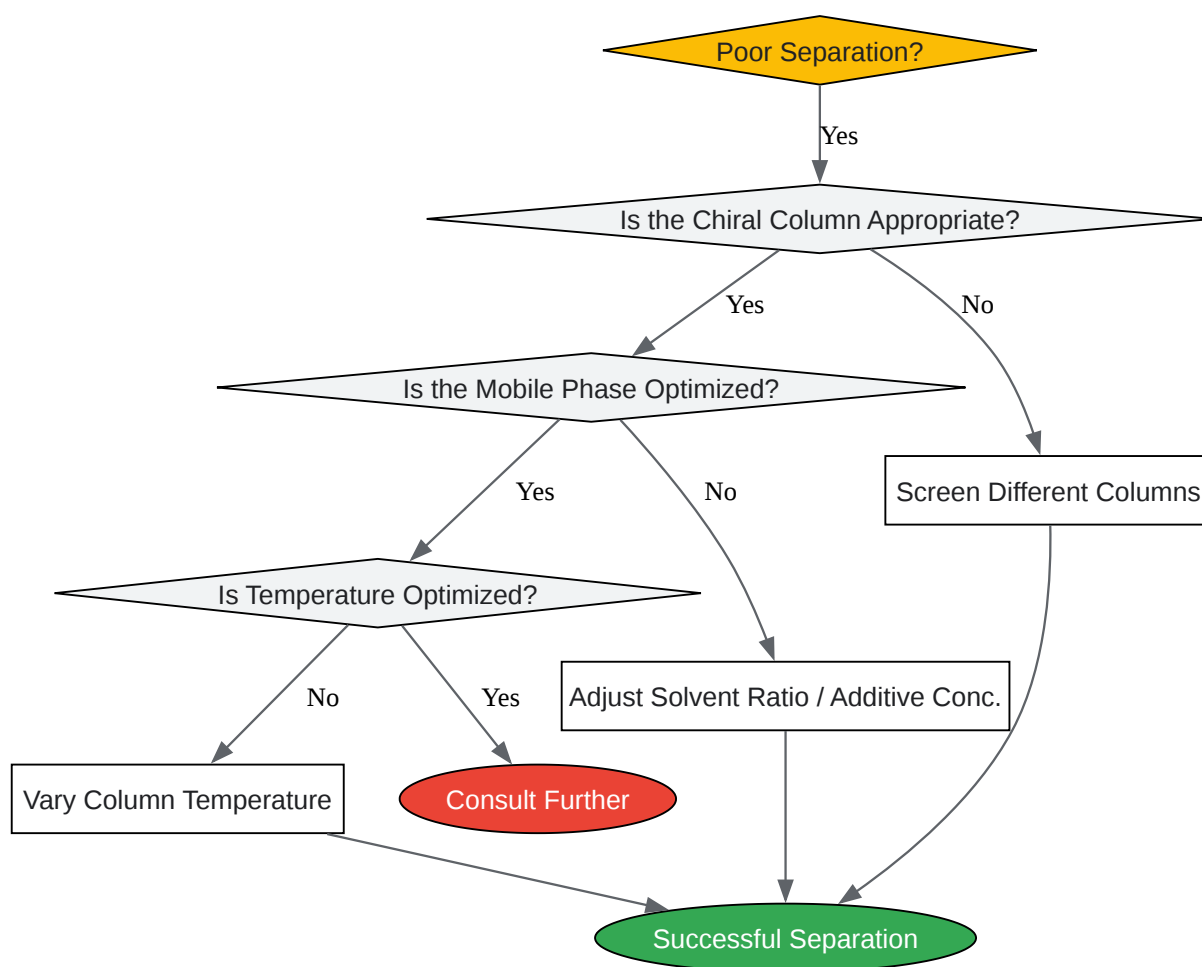 Poor Separation?
Yes
Is the Chiral Column Appropriate?
Yes
No
Is the Mobile Phase Optimized?
Yes
No
Screen Different Columns
Is Temperature Optimized?
No
Yes
Adjust Solvent Ratio / Additive Conc.
Vary Column Temperature
Consult Further
Successful Separation